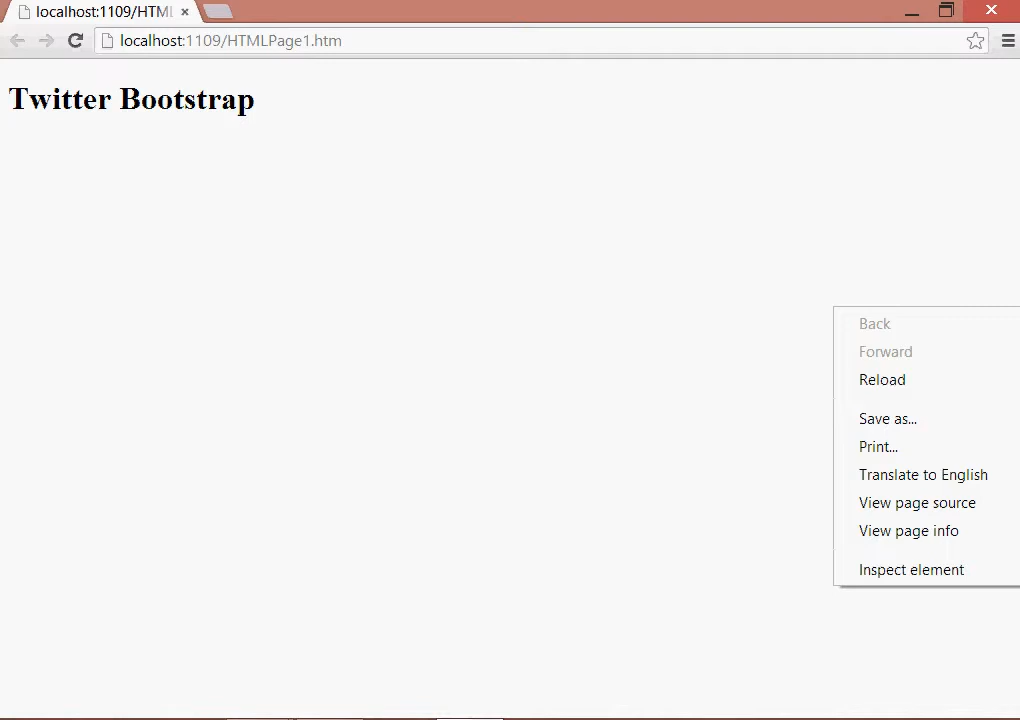 localhost:1109/HTML
localhost:1109/HTMLPage1.htm
Twitter Bootstrap
Back
Forward
Reload
Save as...
Print...
Translate to English
View page source
View page info
Inspect element